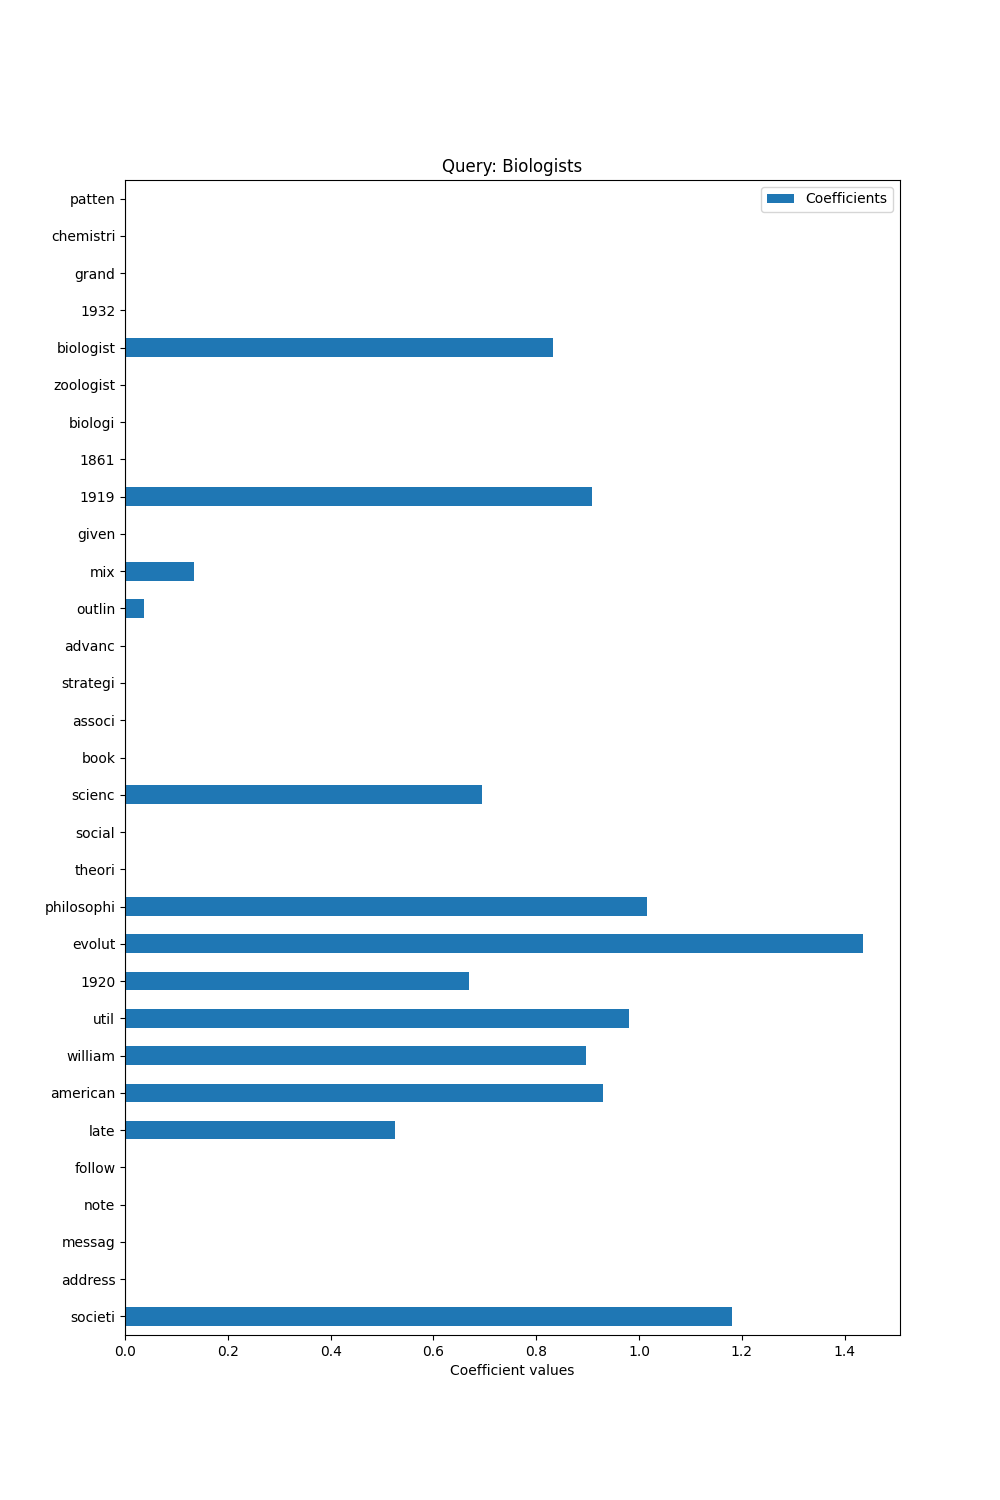 Query: Biologists
Coefficients
patten
chemistri
grand
1932
biologist
zoologist
biologi
1861
1919
given
mix
outlin
advanc
strategi
associ
book
scienc
social
theori
philosophi
evolut
1920
util
william
american
late
follow
note
messag
address
societi
0.0 0.2 0.4 0.6 0.8 1.0 1.2 1.4
Coefficient values